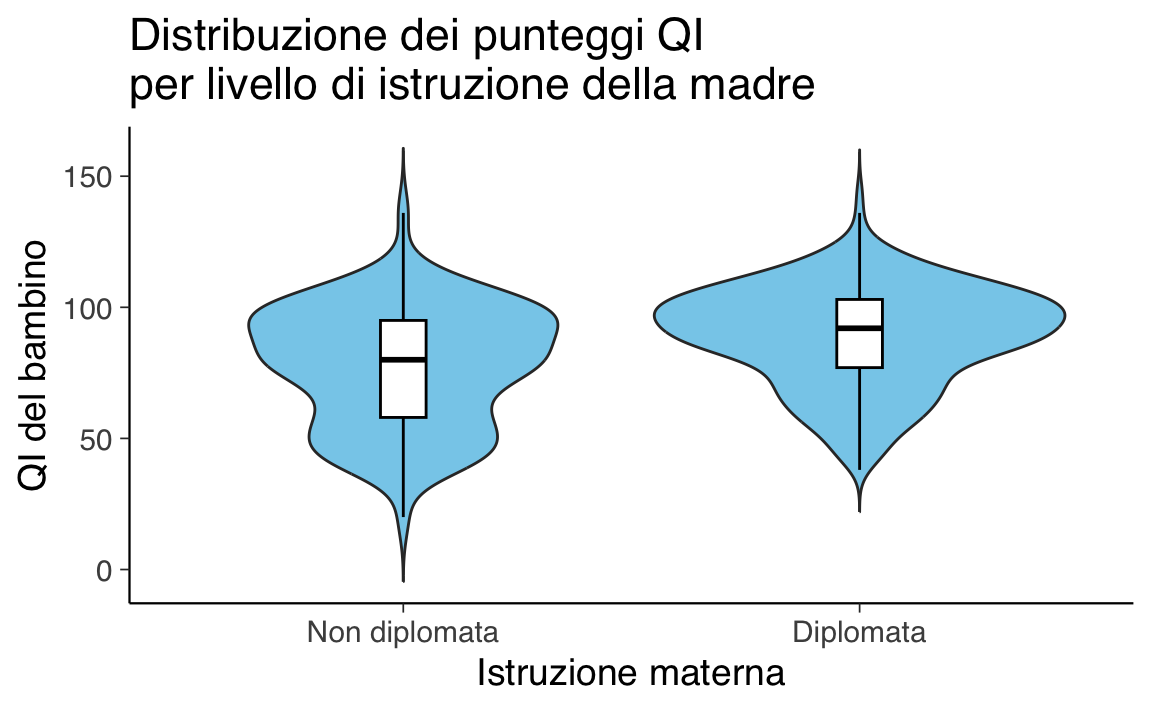 Distribuzione dei punteggi QI
per livello di istruzione della madre
QI del bambino
150
100
50
0
Non diplomata
Diplomata
Istruzione materna